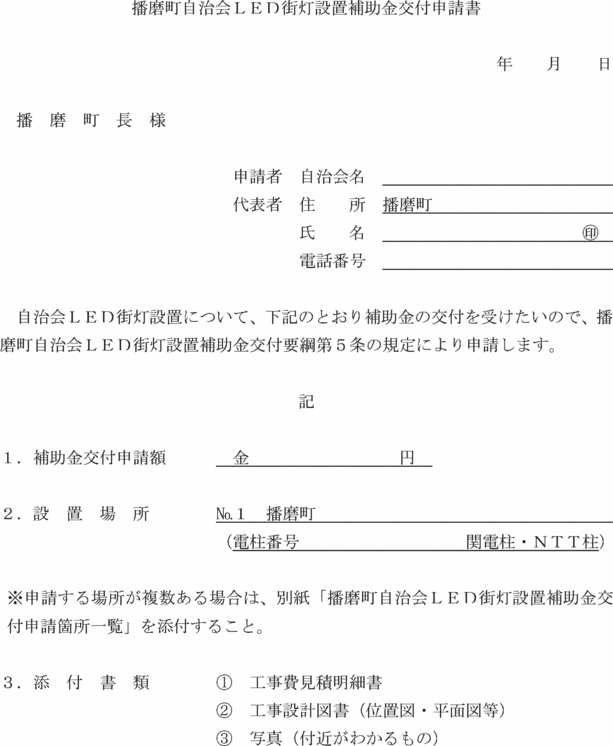 播磨町自治会ＬＥＤ街灯設置補助金交付申請書
年　　月　　日
播　磨　町　長　様
申請者　自治会名
代表者　住　　所　播磨町
氏　　名　㊞
電話番号
自治会ＬＥＤ街灯設置について、下記のとおり補助金の交付を受けたいので、播
磨町自治会ＬＥＤ街灯設置補助金交付要綱第５条の規定により申請します。
記
１．補助金交付申請額　　　金　　　　　　　　　円
２．設　置　場　所　　　　№１　播磨町
（電柱番号　　　　　　　　　　関電柱・ＮＴＴ柱）
※申請する場所が複数ある場合は、別紙「播磨町自治会ＬＥＤ街灯設置補助金交
付申請箇所一覧」を添付すること。
３．添　付　書　類　　　　①　工事費見積明細書
②　工事設計図書（位置図・平面図等）
③　写真（付近がわかるもの）